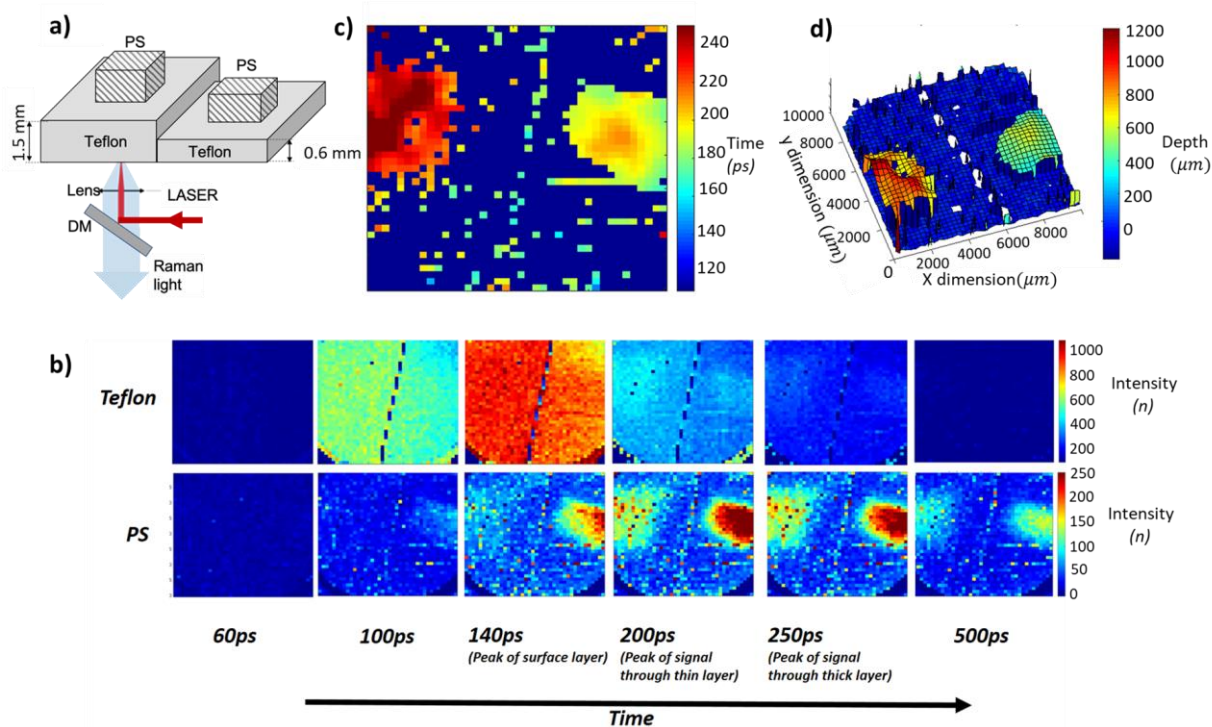 a)
PS
PS
Teflon
Teflon
1.5 mm
0.6 mm
Lens
LASER
DM
Raman
light
c)
240
220
200
180
160
140
120
Time
(ps)
d)
10000
8000
6000
4000
2000
0
y dimension (μm)
2000
4000
6000
8000
X dimension(μm)
1200
1000
800
600
400
200
0
Depth
(μm)
b)
Teflon
1000
800
600
400
200
Intensity
(n)
PS
250
200
150
100
50
0
Intensity
(n)
60ps
100ps
140ps
(Peak of surface layer)
200ps
(Peak of signal
through thin layer)
250ps
(Peak of signal
through thick layer)
500ps
Time